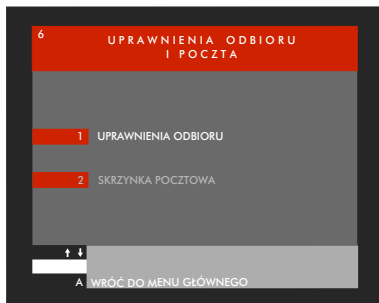 6
UPRAWNIENIA ODBIORU
I POCZTA
1 UPRAWNIENIA ODBIORU
2 SKRZYNKA POCZTOWA
↑ ↓
A WRÓĆ DO MENU GŁÓWNEGO